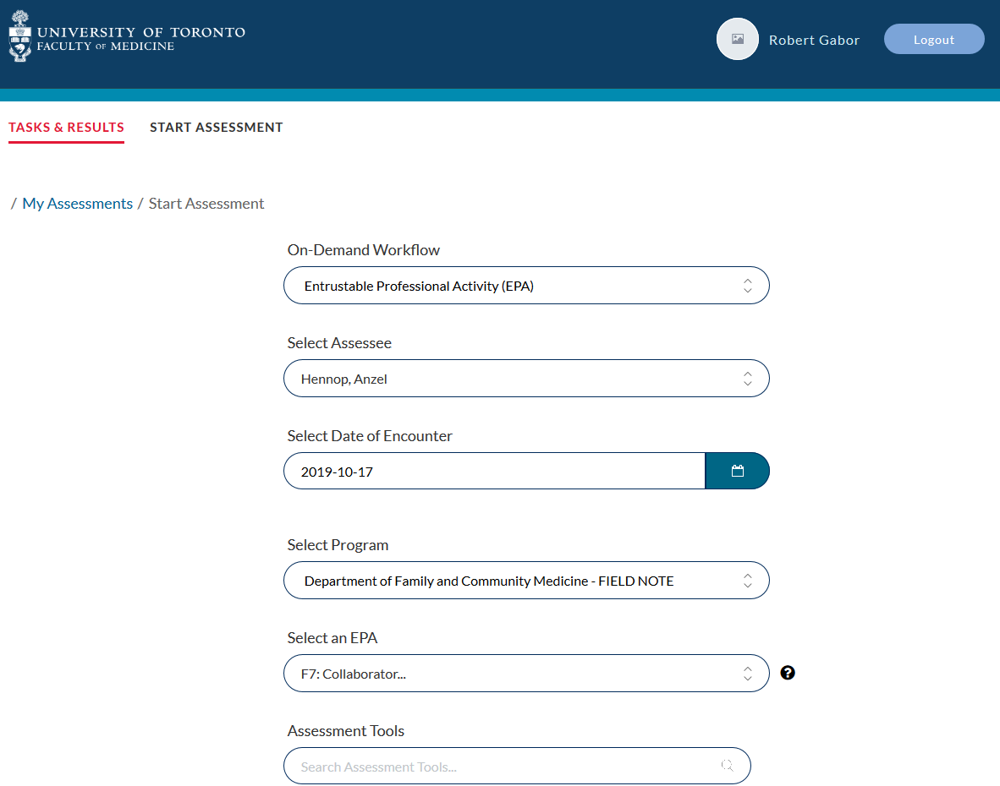 UNIVERSITY OF TORONTO
FACULTY OF MEDICINE
Robert Gabor
Logout
TASKS & RESULTS
START ASSESSMENT
/ My Assessments / Start Assessment
On-Demand Workflow
Entrustable Professional Activity (EPA)
Select Assessee
Hennop, Anzel
Select Date of Encounter
2019-10-17
Select Program
Department of Family and Community Medicine - FIELD NOTE
Select an EPA
F7: Collaborator...
?
Assessment Tools
Search Assessment Tools...